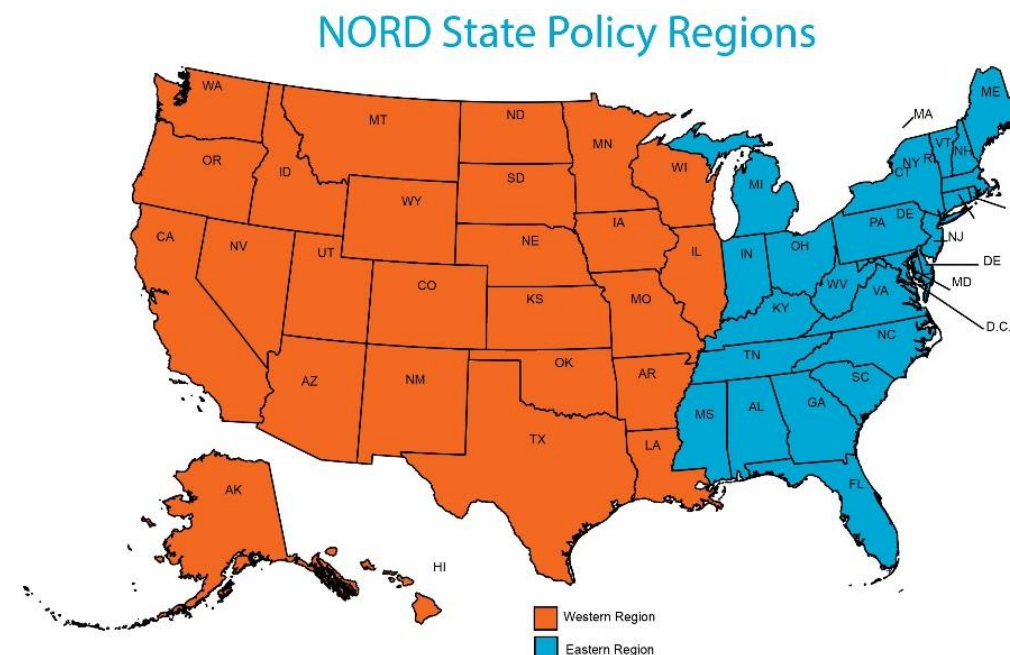 NORD State Policy Regions
WA
MT
ND
MN
ME
MA
OR
ID
SD
WI
MI
NY
RI
VT
NH
CT
WY
CA
NV
UT
NE
IA
IL
IN
OH
PA
DE
NJ
CO
KS
MO
WV
VA
DE
MD
KY
D.C.
AZ
NM
OK
AR
TN
NC
SC
TX
LA
MS
AL
GA
FL
AK
HI
Western Region
Eastern Region